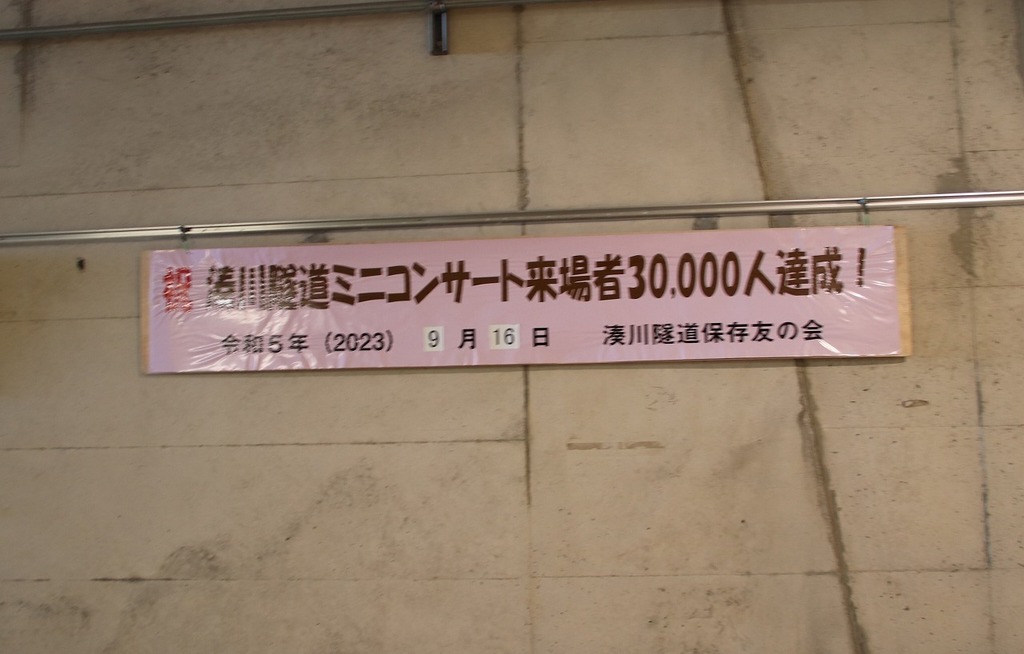 祝 湊川隧道ミニコンサート来場者30,000人達成！
令和5年（2023） 9 月 16 日 湊川隧道保存友の会